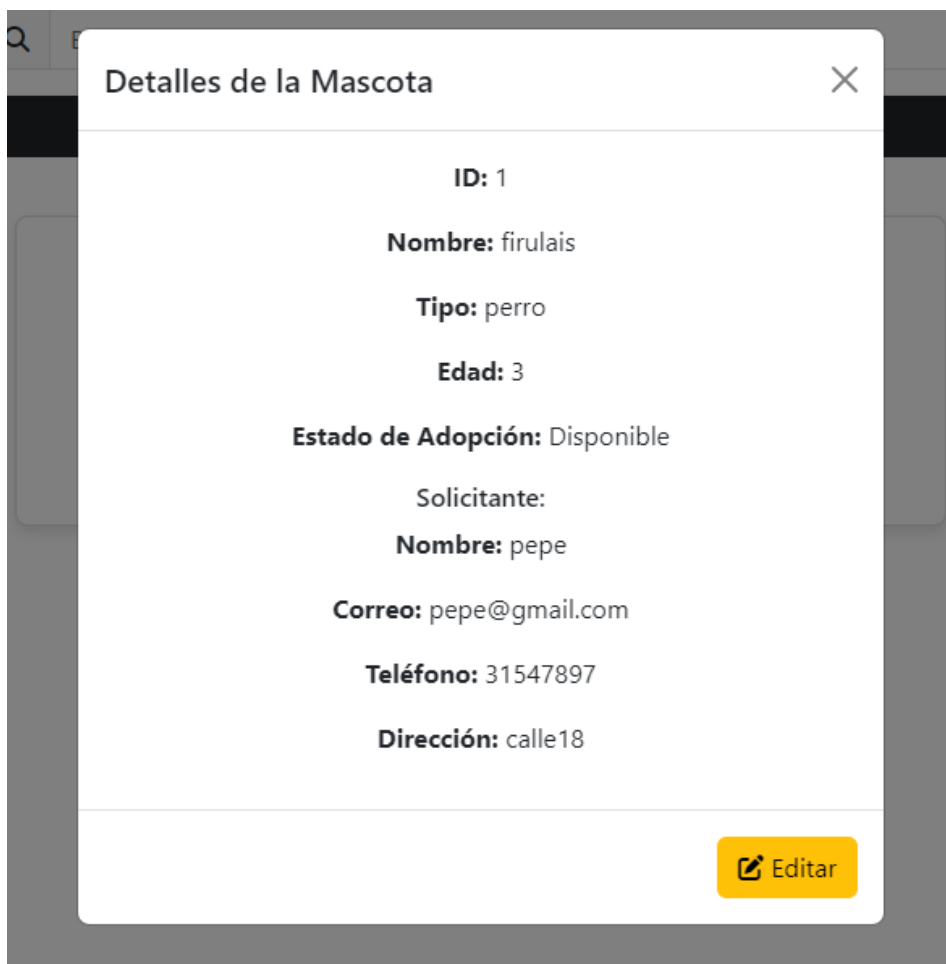 Detalles de la Mascota
ID: 1
Nombre: firulais
Tipo: perro
Edad: 3
Estado de Adopción: Disponible
Solicitante:
Nombre: pepe
Correo: pepe@gmail.com
Teléfono: 31547897
Dirección: calle18
Editar